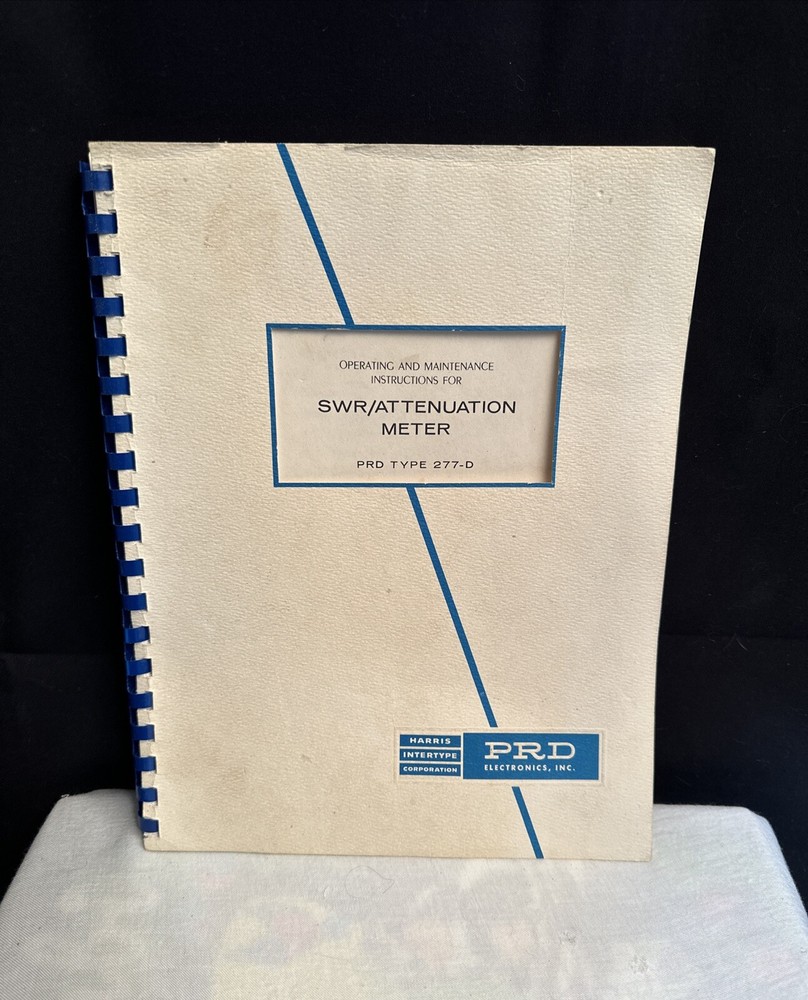 OPERATING AND MAINTENANCE
INSTRUCTIONS FOR
SWR/ATTENUATION
METER
PRD TYPE 277-D
HARRIS
INTERTYPE
CORPORATION
PRD
ELECTRONICS, INC.